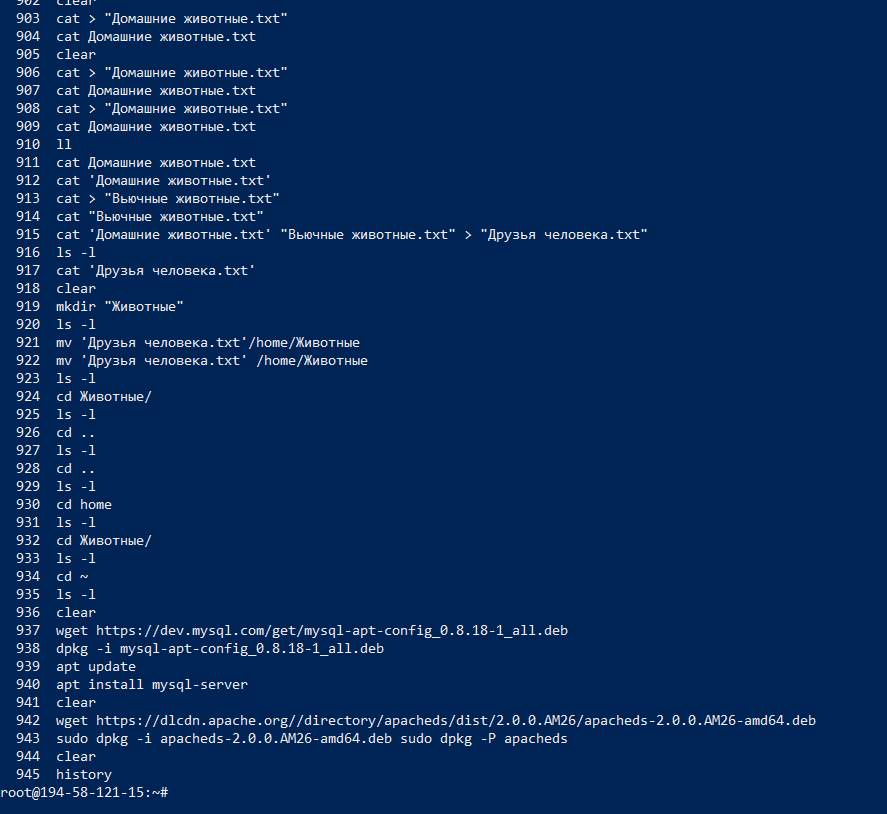 902  clear
903  cat > "Домашние животные.txt"
904  cat Домашние животные.txt
905  clear
906  cat > "Домашние животные.txt"
907  cat Домашние животные.txt
908  cat > "Домашние животные.txt"
909  cat Домашние животные.txt
910  ll
911  cat Домашние животные.txt
912  cat 'Домашние животные.txt'
913  cat > "Вьючные животные.txt"
914  cat "Вьючные животные.txt"
915  cat 'Домашние животные.txt' "Вьючные животные.txt" > "Друзья человека.txt"
916  ls -l
917  cat 'Друзья человека.txt'
918  clear
919  mkdir "Животные"
920  ls -l
921  mv 'Друзья человека.txt'/home/Животные
922  mv 'Друзья человека.txt' /home/Животные
923  ls -l
924  cd Животные/
925  ls -l
926  cd ..
927  ls -l
928  cd ..
929  ls -l
930  cd home
931  ls -l
932  cd Животные/
933  ls -l
934  cd ~
935  ls -l
936  clear
937  wget https://dev.mysql.com/get/mysql-apt-config_0.8.18-1_all.deb
938  dpkg -i mysql-apt-config_0.8.18-1_all.deb
939  apt update
940  apt install mysql-server
941  clear
942  wget https://dlcdn.apache.org//directory/apacheds/dist/2.0.0.AM26/apacheds-2.0.0.AM26-amd64.deb
943  sudo dpkg -i apacheds-2.0.0.AM26-amd64.deb sudo dpkg -P apacheds
944  clear
945  history
root@194-58-121-15:~#